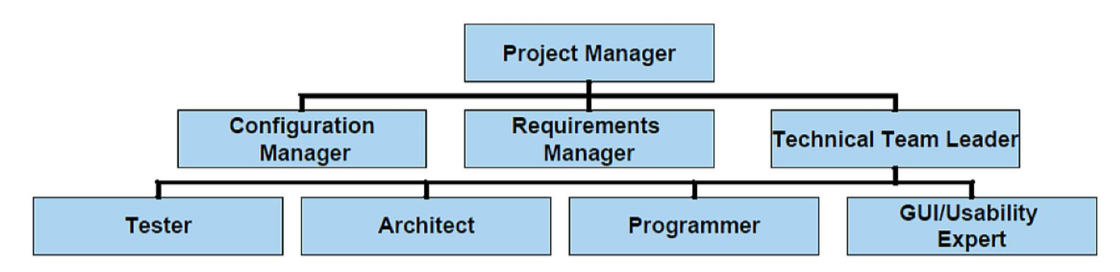 Project Manager
Configuration
Manager
Requirements
Manager
Technical Team Leader
Tester
Architect
Programmer
GUI/Usability
Expert